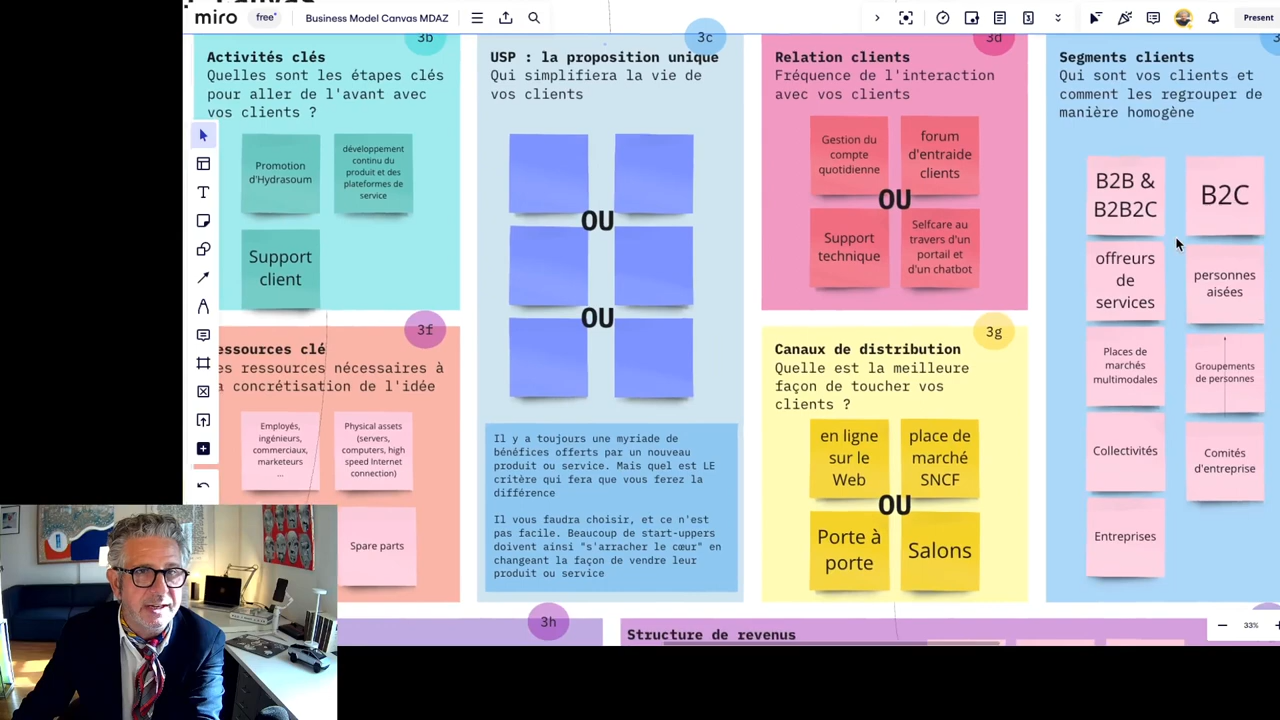 miro free* Business Model Canvas MDAZ Present
3b
Activités clés
Quelles sont les étapes clés
pour aller de l'avant avec
vos clients ?
Promotion
d'Hydrasoum
développement
continu du
produit et des
plateformes de
service
Support
client
3c
USP : la proposition unique
Qui simplifiera la vie de
vos clients
OU
OU
Il y a toujours une myriade de
bénéfices offerts par un nouveau
produit ou service. Mais quel est LE
critère qui fera que vous ferez la
différence
Il vous faudra choisir, et ce n'est
pas facile. Beaucoup de start-uppers
doivent ainsi "s'arracher le cœur" en
changeant la façon de vendre leur
produit ou service
3d
Relation clients
Fréquence de l'interaction
avec vos clients
Gestion du
compte
quotidienne
forum
d'entraide
clients
OU
Support
technique
Selfcare au
travers d'un
portail et
d'un chatbot
3
Segments clients
Qui sont vos clients et
comment les regrouper de
manière homogène
B2B &
B2B2C
B2C
offreurs
de
services
personnes
aisées
Places de
marchés
multimodales
Groupements
de personnes
Collectivités
Comités
d'entreprise
Entreprises
3f
essources clé
es ressources nécessaires à
a concrétisation de l'idée
Employés,
ingénieurs,
commerciaux,
marketeurs
...
Physical assets
(servers,
computers, high
speed Internet
connection)
Spare parts
3g
Canaux de distribution
Quelle est la meilleure
façon de toucher vos
clients ?
en ligne
sur le
Web
place de
marché
SNCF
OU
Porte à
porte
Salons
3h
Structure de revenus
33%